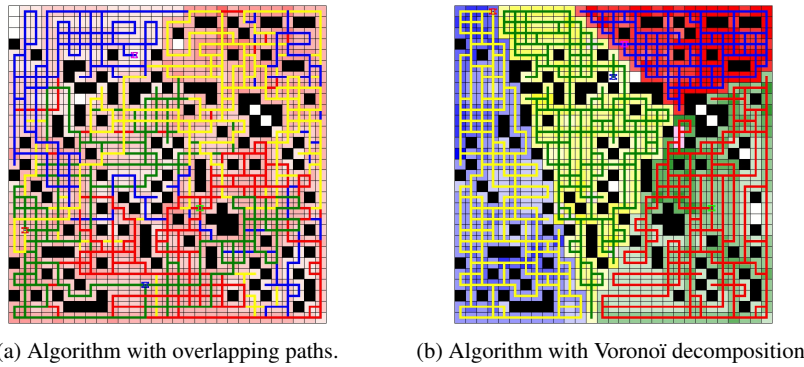 (a) Algorithm with overlapping paths.
(b) Algorithm with Voronoï decomposition